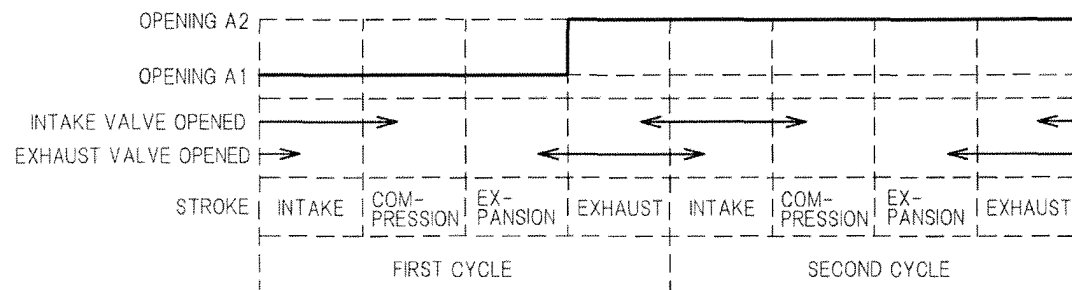 OPENING A2
OPENING A1
INTAKE VALVE OPENED
EXHAUST VALVE OPENED
STROKE
INTAKE
COM-
PRESSION
EX-
PANSION
EXHAUST
INTAKE
COM-
PRESSION
EX-
PANSION
EXHAUST
FIRST CYCLE
SECOND CYCLE